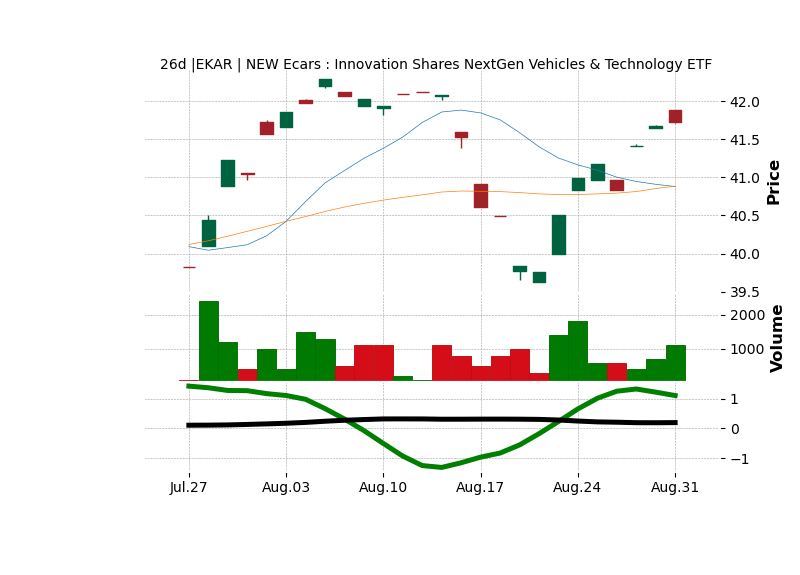 26d |EKAR | NEW Ecars : Innovation Shares NextGen Vehicles & Technology ETF
42.0
41.5
41.0
40.5
40.0
39.5
Price
2000
1000
Volume
1
0
−1
Jul.27 Aug.03 Aug.10 Aug.17 Aug.24 Aug.31